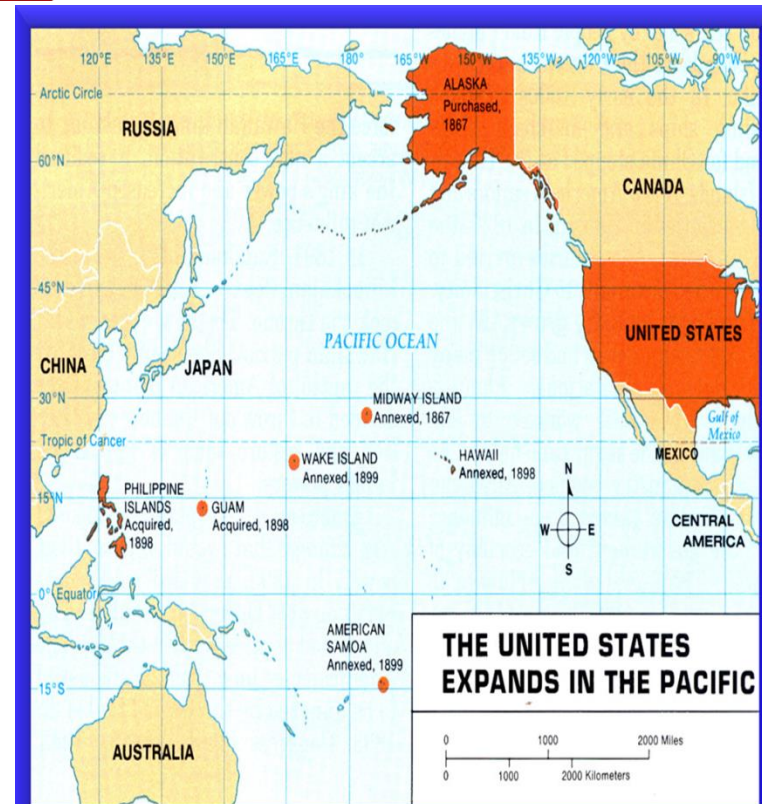 120°E 135°E 150°E 165°E 180° 165°W 150°W 135°W 120°W 105°W 90°W
ALASKA
Purchased,
1867
Arctic Circle
RUSSIA
60°N
CANADA
45°N
UNITED STATES
PACIFIC OCEAN
CHINA
JAPAN
30°N
MIDWAY ISLAND
Annexed, 1867
Gulf of
Mexico
Tropic of Cancer
MEXICO
WAKE ISLAND
Annexed, 1899
HAWAII
Annexed, 1898
15°N
PHILIPPINE
ISLANDS
Acquired,
1898
GUAM
Acquired, 1898
N
W E
S
CENTRAL
AMERICA
0° Equator
AMERICAN
SAMOA
Annexed, 1899
15°S
AUSTRALIA
THE UNITED STATES
EXPANDS IN THE PACIFIC
0 1000 2000 Miles
0 1000 2000 Kilometers